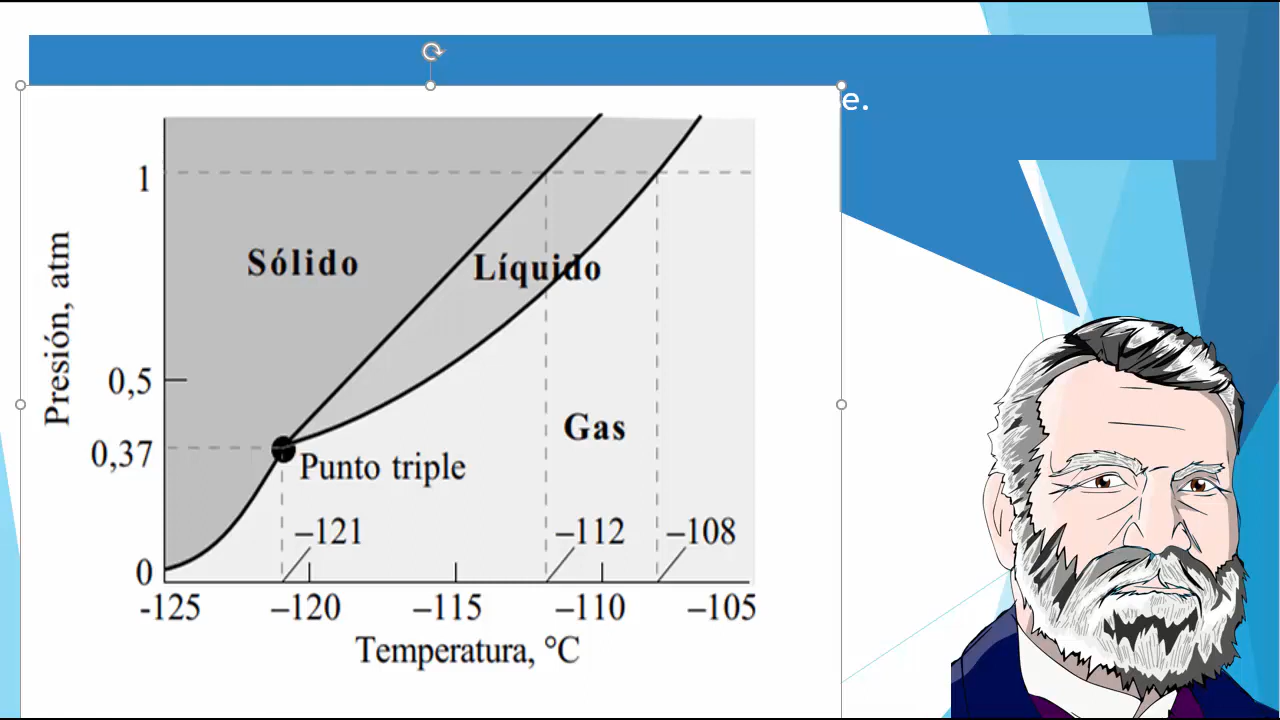 e.
1
Sólido
Líquido
Presión, atm
0,5
Gas
0,37
Punto triple
–121
–112
–108
0
-125
–120
–115
–110
–105
Temperatura, °C